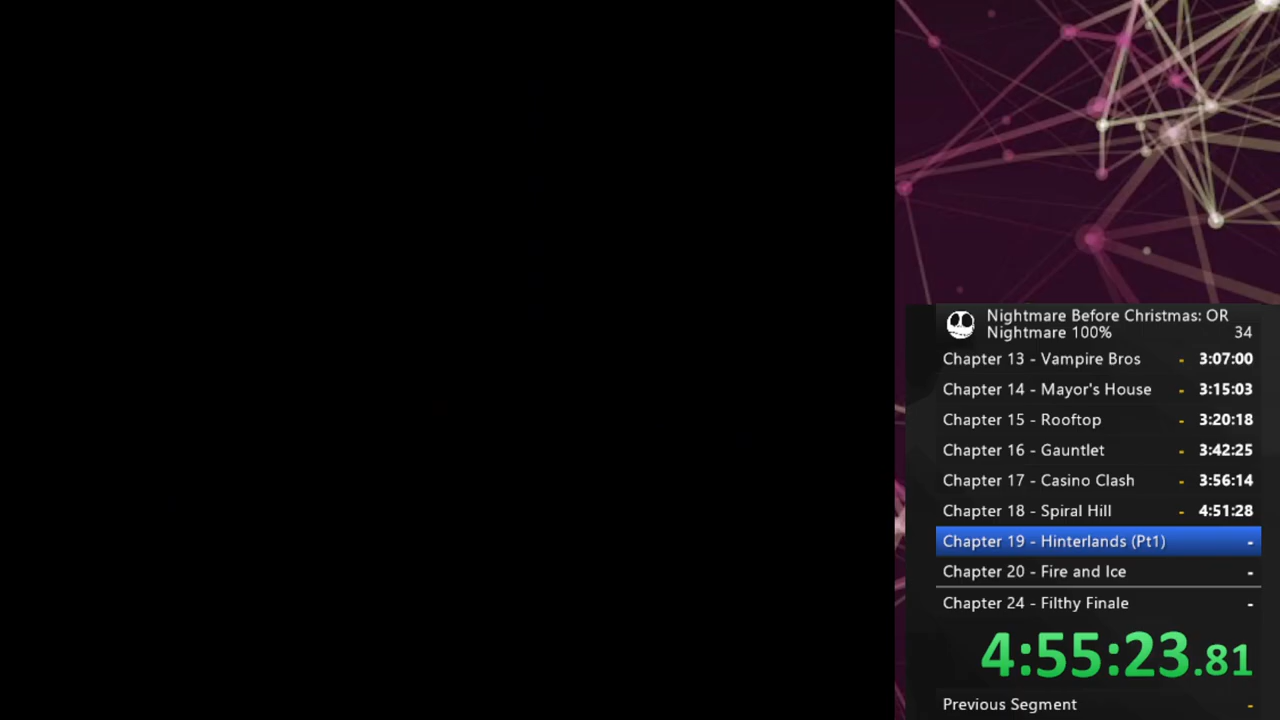 Nightmare Before Christmas: OR
Nightmare 100% 34
Chapter 13 - Vampire Bros - 3:07:00
Chapter 14 - Mayor's House - 3:15:03
Chapter 15 - Rooftop - 3:20:18
Chapter 16 - Gauntlet - 3:42:25
Chapter 17 - Casino Clash - 3:56:14
Chapter 18 - Spiral Hill - 4:51:28
Chapter 19 - Hinterlands (Pt1) -
Chapter 20 - Fire and Ice -
Chapter 24 - Filthy Finale -
4:55:23.81
Previous Segment -